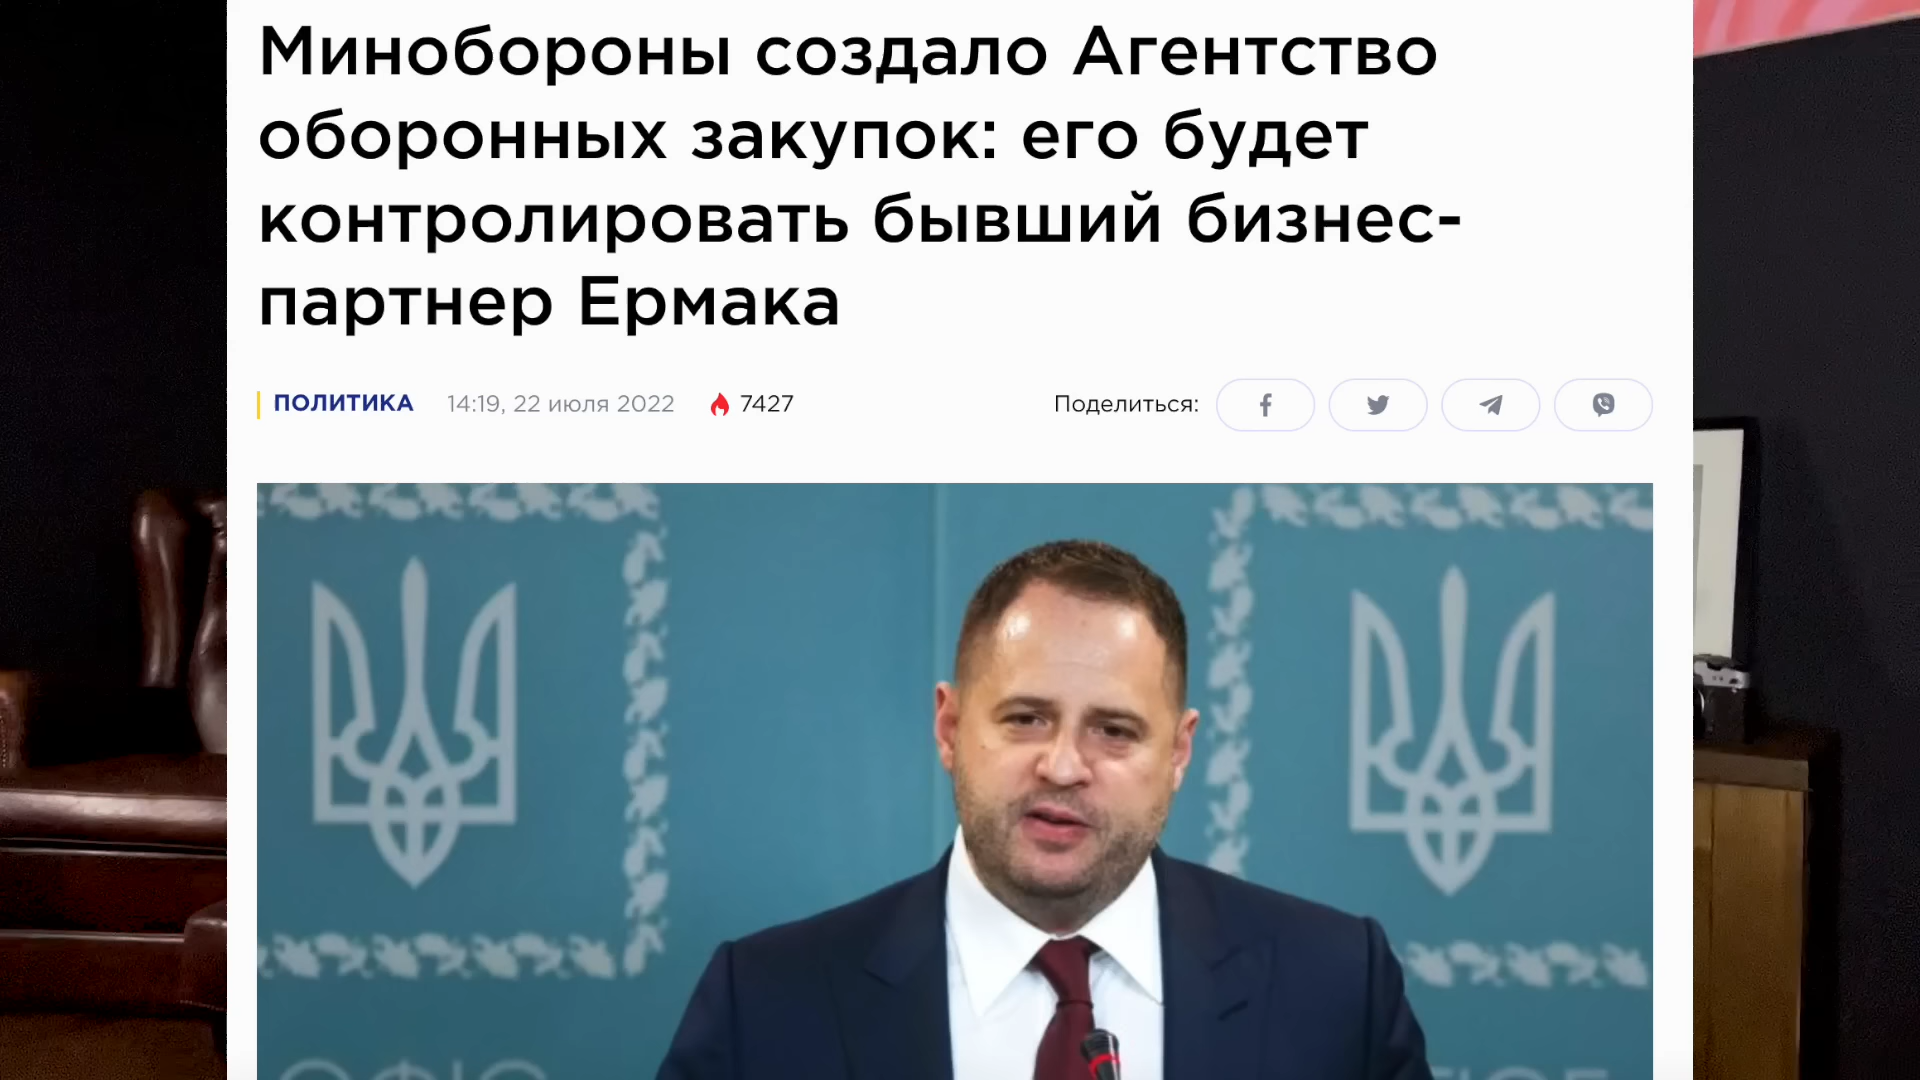 Минобороны создало Агентство
оборонных закупок: его будет
контролировать бывший бизнес-
партнер Ермака
ПОЛИТИКА 14:19, 22 июля 2022 7427 Поделиться: